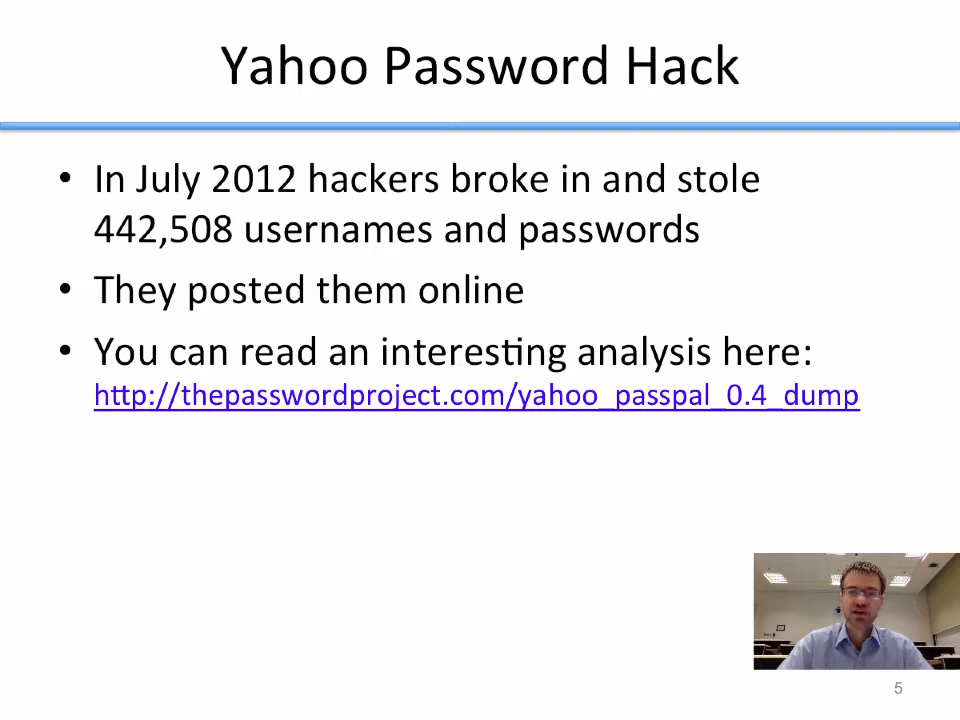 Yahoo Password Hack
• In July 2012 hackers broke in and stole
442,508 usernames and passwords
• They posted them online
• You can read an interesting analysis here:
http://thepasswordproject.com/yahoo_passpal_0.4_dump
5